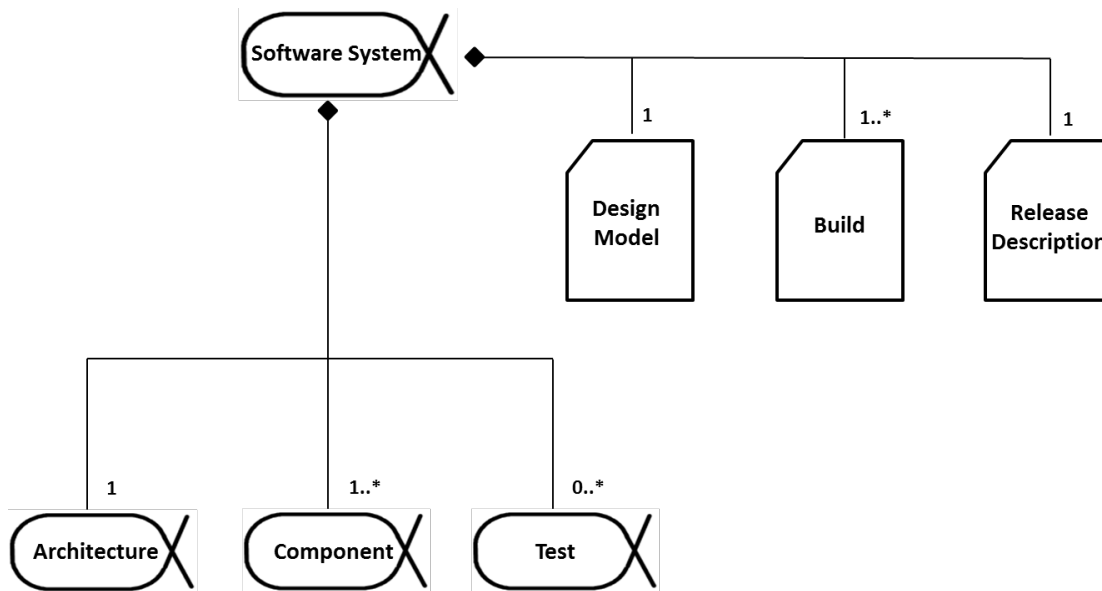 Software System
1
1..*
1
Design
Model
Build
Release
Description
1
1..*
0..*
Architecture
Component
Test